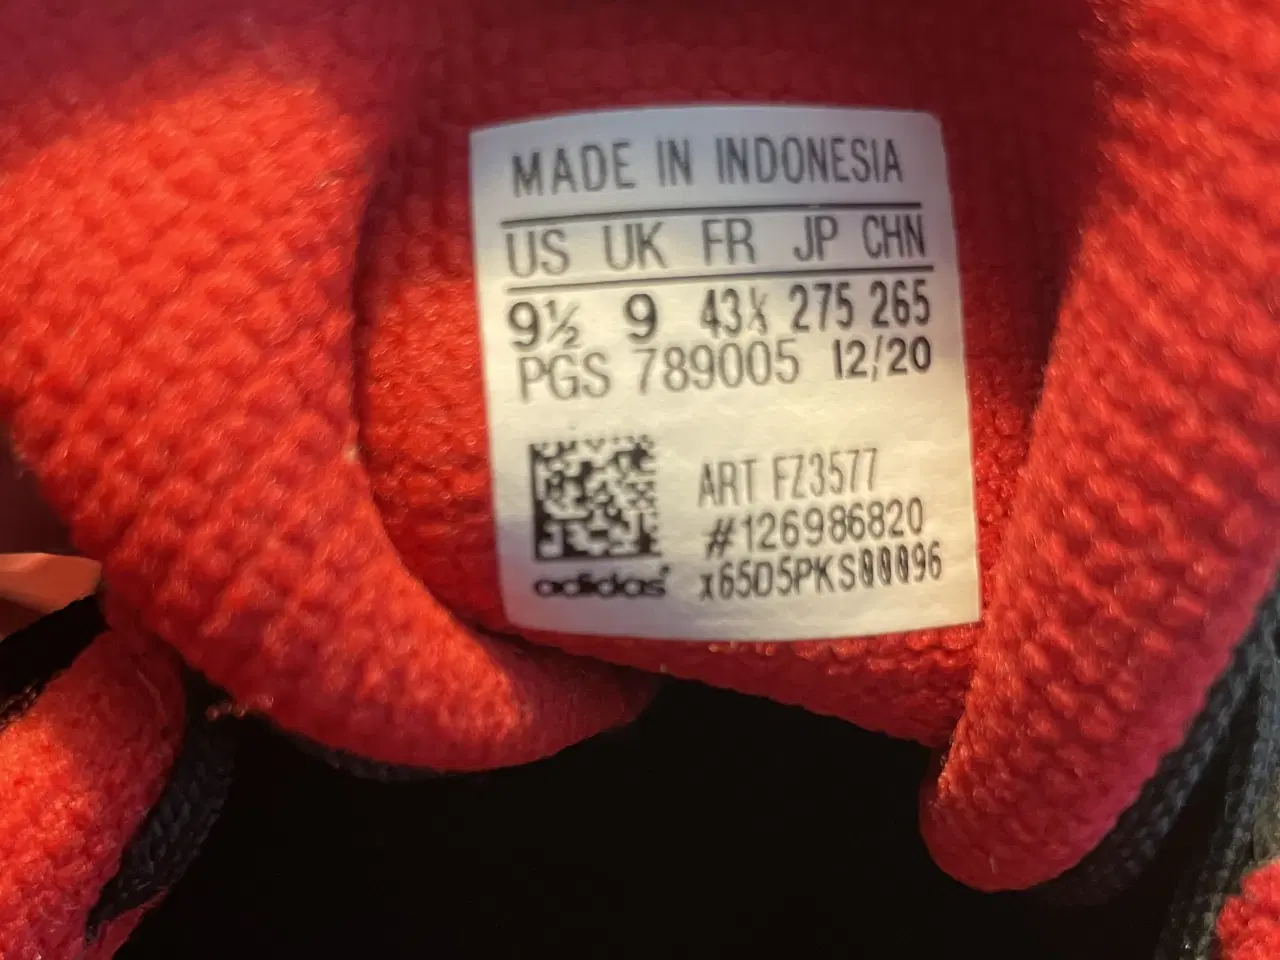 MADE IN INDONESIA
US UK FR JP CHN
9½ 9 43⅓ 275 265
PGS 789005 12/20
ART FZ3577
#126986820
x65D5PKS00096
adidas